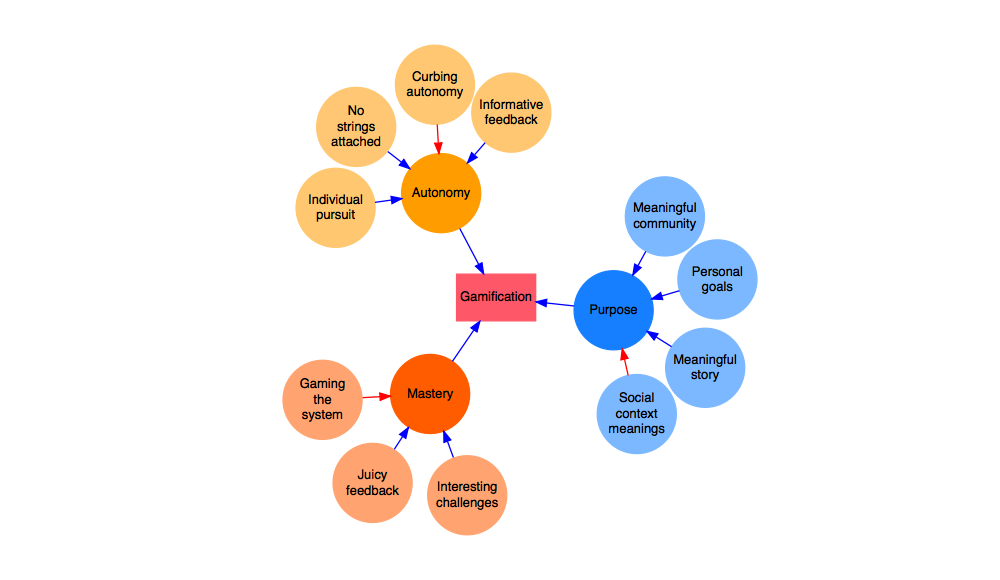 Curbing
autonomy
Informative
feedback
No
strings
attached
Individual
pursuit
Autonomy
Meaningful
community
Personal
goals
Gamification
Purpose
Meaningful
story
Social
context
meanings
Gaming
the
system
Mastery
Juicy
feedback
Interesting
challenges